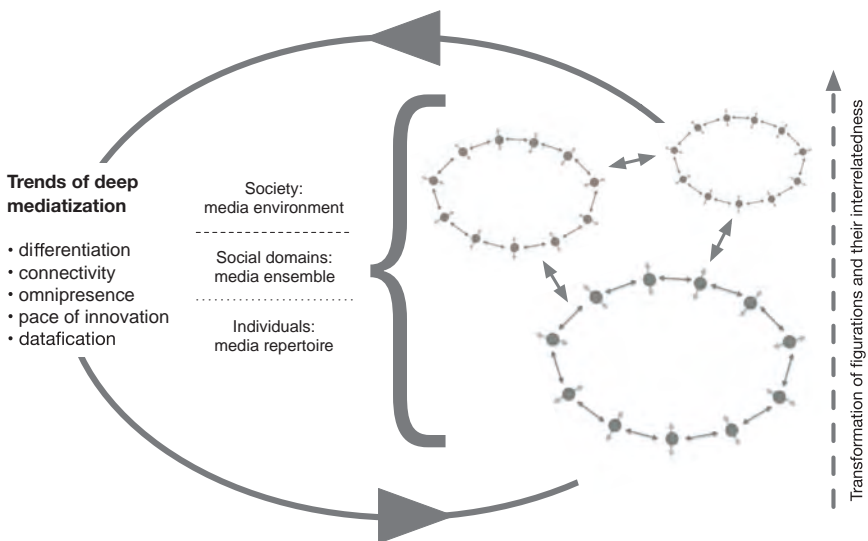 Trends of deep
mediatization
• differentiation
• connectivity
• omnipresence
• pace of innovation
• datafication
Society:
media environment
Social domains:
media ensemble
Individuals:
media repertoire
Transformation of figurations and their interrelatedness